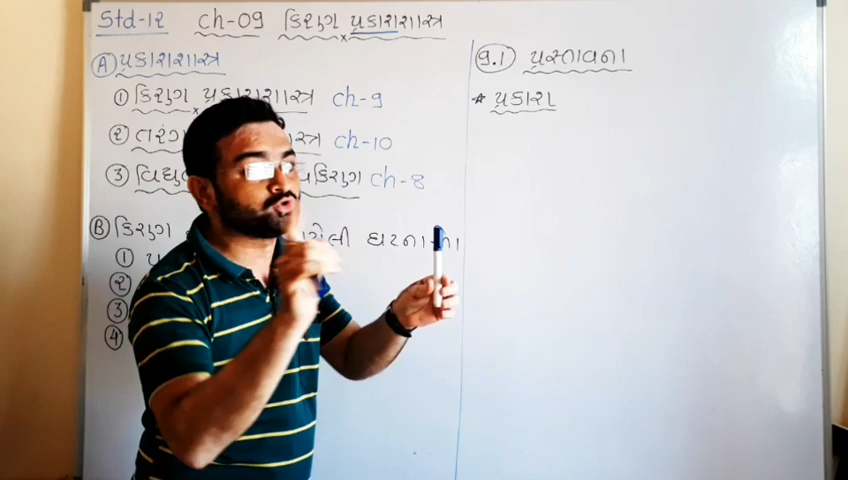 Std-12 ch-09 કિરણ પ્રકાશશાસ્ત્ર
Ⓐ પ્રકાશશાસ્ત્ર
① કિરણ પ્રકાશશાસ્ત્ર ch-9
② તરંગ ch-10
③ ch-8
Ⓑ કિરણ ઘટનાઓ
①
②
③
④
9.1 પ્રસ્તાવના
* પ્રકાશ